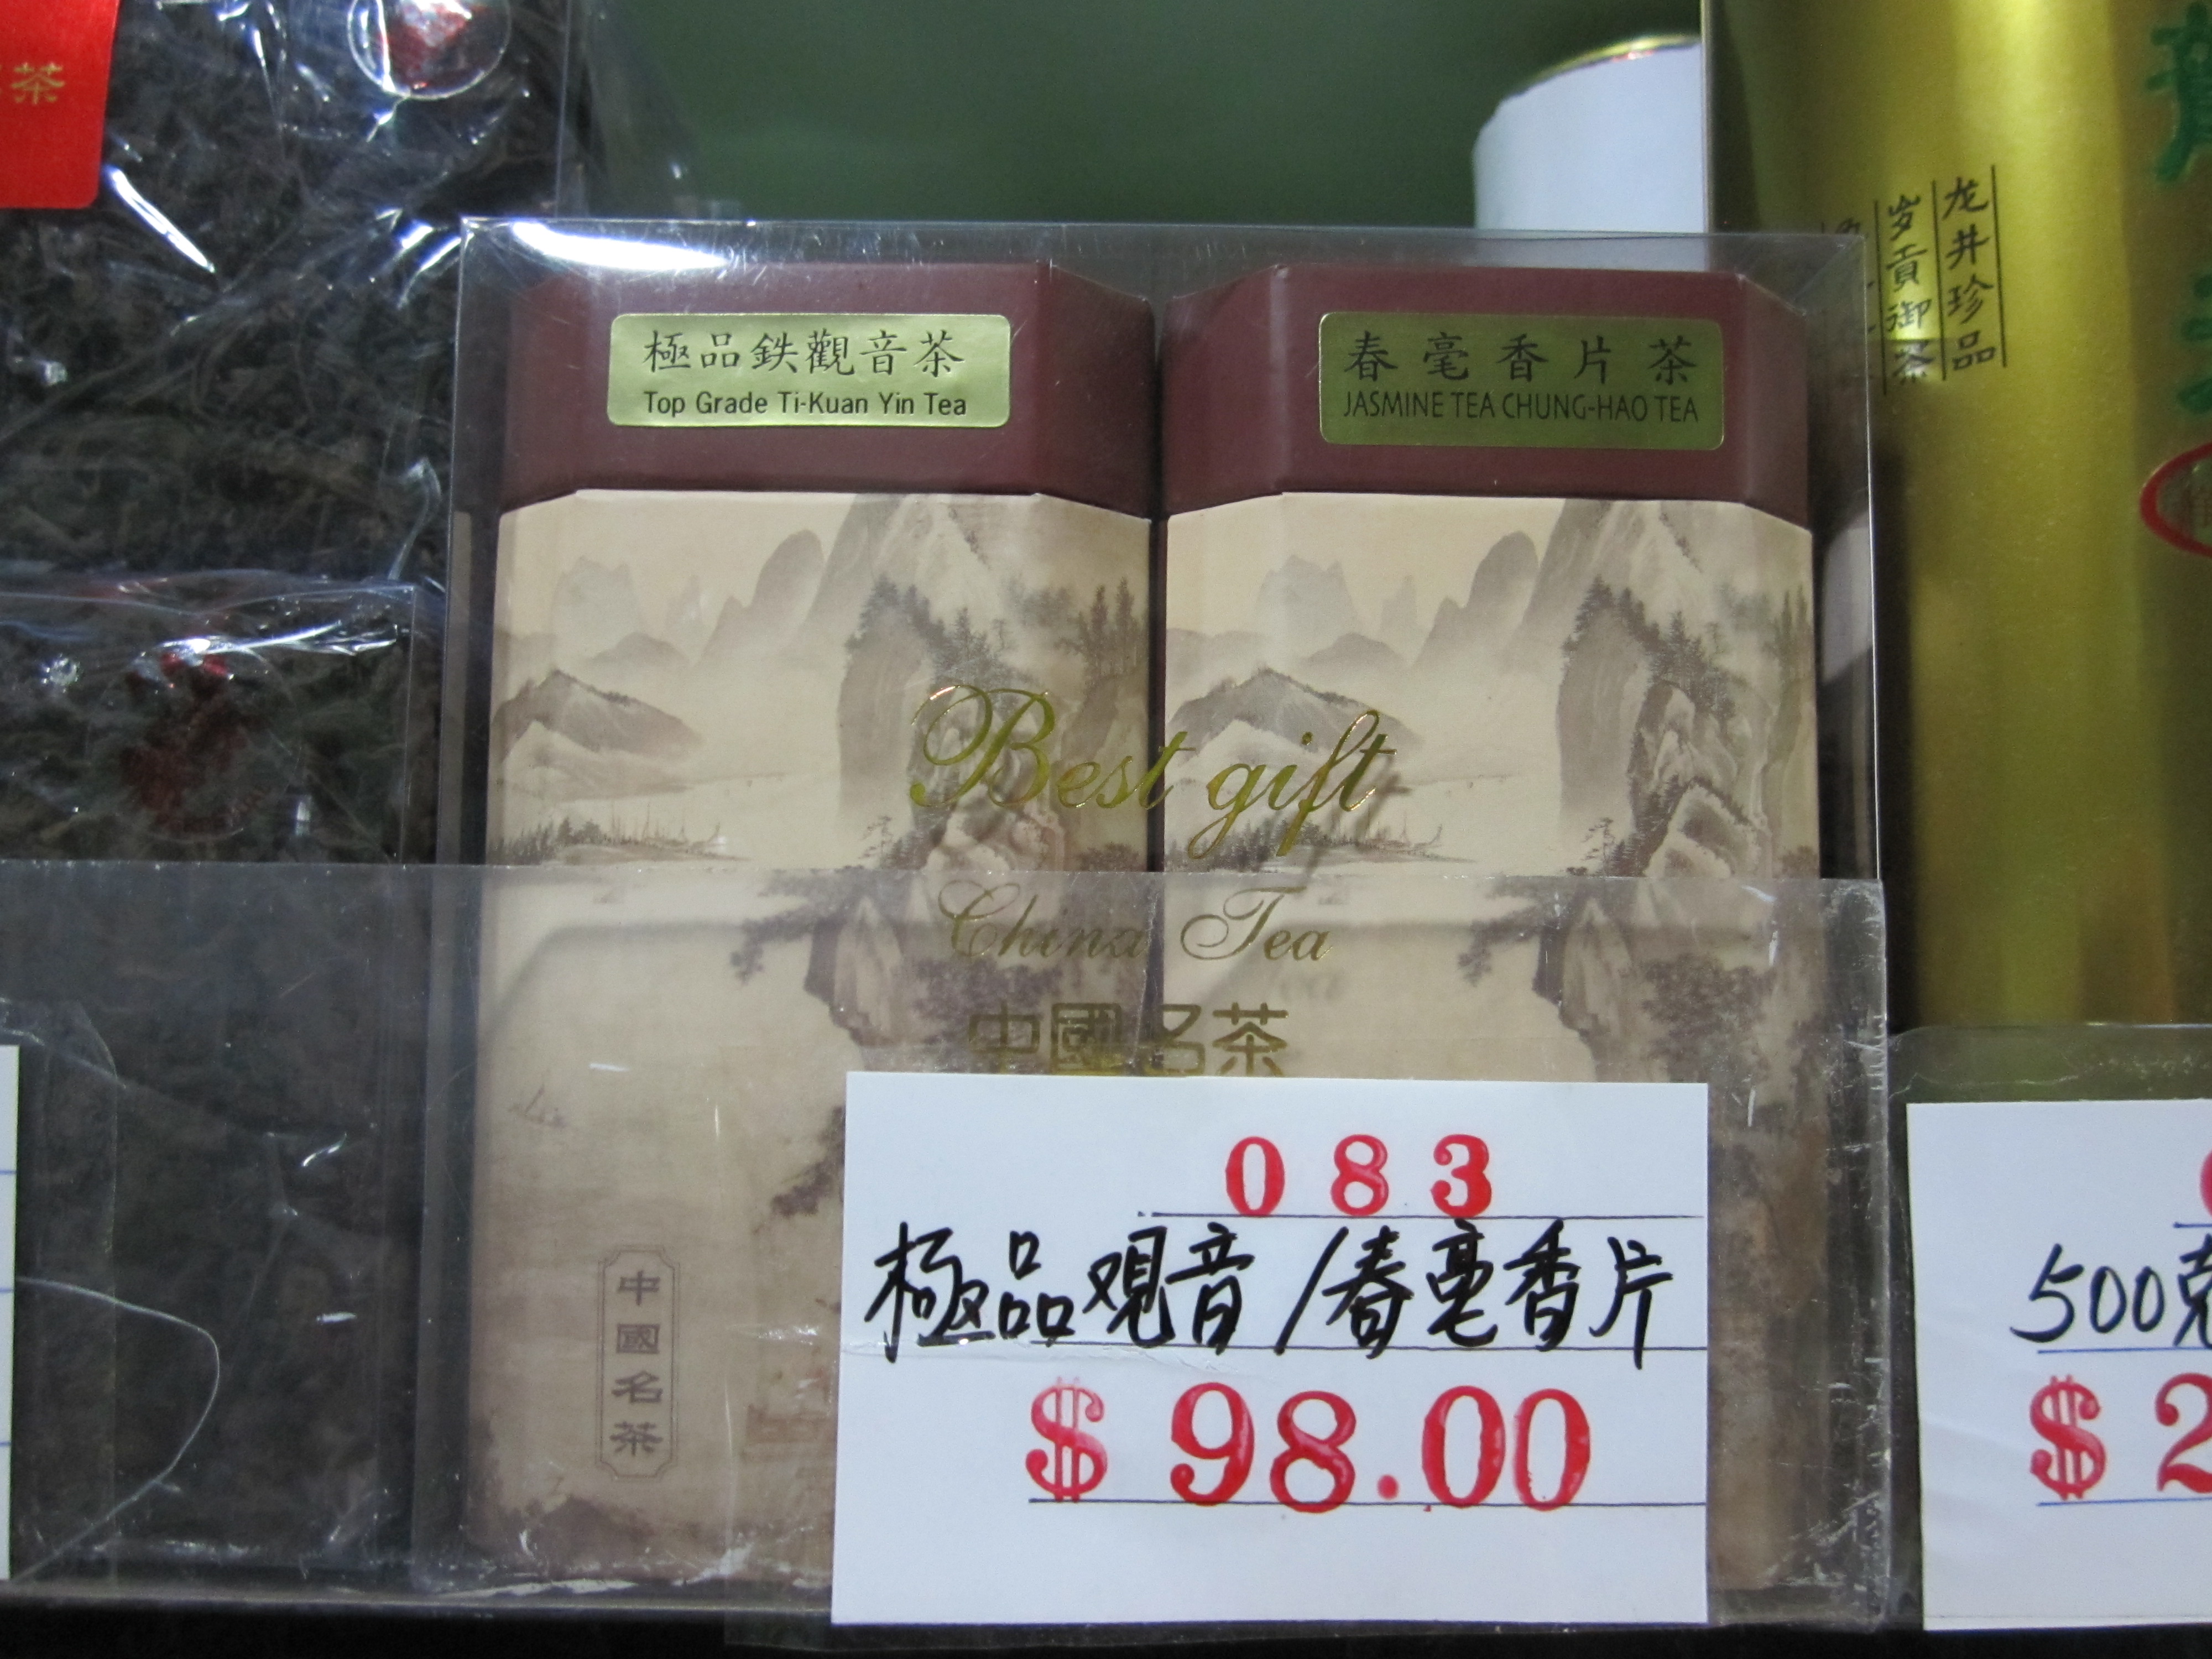 茶
極品鉄觀音茶
Top Grade Ti-Kuan Yin Tea
春毫香片茶
JASMINE TEA CHUNG-HAO TEA
龙井珍品
岁貢御茶
Best gift
China Tea
中國名茶
中國名茶
083
極品观音/春毫香片
$98.00
500克
$2